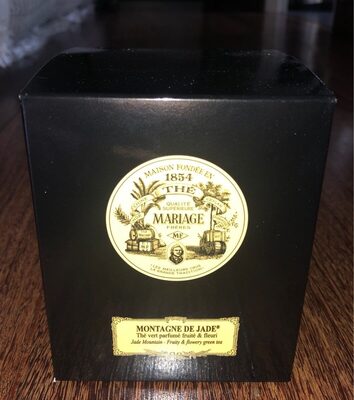 MAISON FONDÉE EN
1854
THÉ
QUALITÉ
SUPÉRIEURE
MARIAGE
FRÈRES
MF
MONTAGNE DE JADE®
Thé vert parfumé fruité & fleuri
Jade Mountain - Fruity & flowery green tea